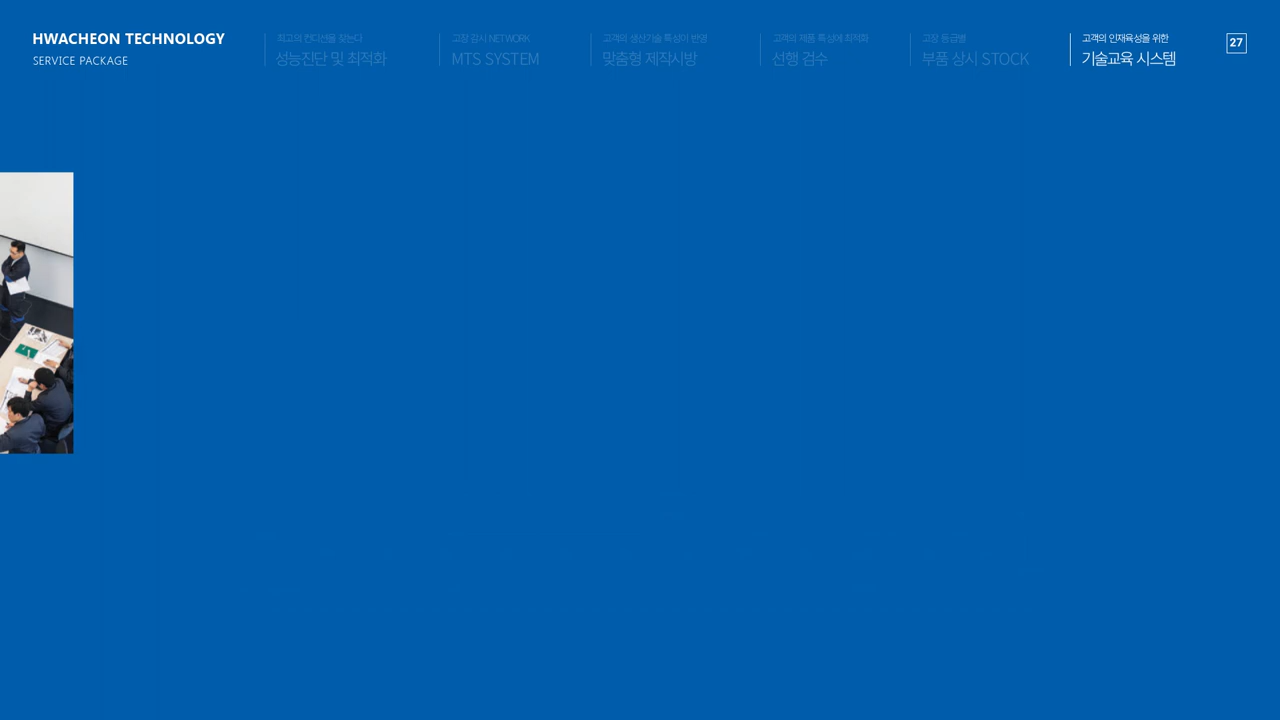 HWACHEON TECHNOLOGY
SERVICE PACKAGE
최고의 컨디션을 찾는다
성능진단 및 최적화
고장 감시 NETWORK
MTS SYSTEM
고객의 생산기술 특성이 반영
맞춤형 제작시방
고객의 제품 특성에 최적화
선행 검수
고장 등급별
부품 상시 STOCK
고객의 인재육성을 위한
기술교육 시스템
27